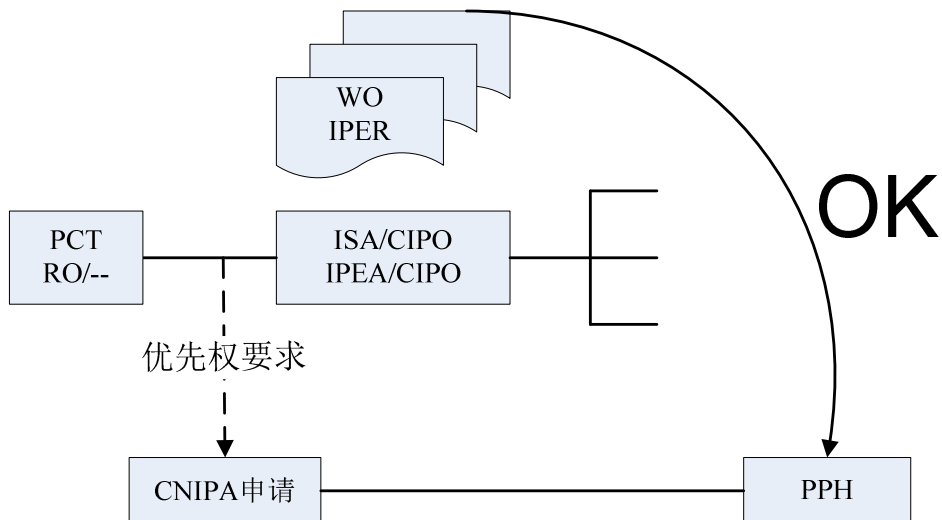 WO
IPER
OK
PCT
RO/--
ISA/CIPO
IPEA/CIPO
优先权要求
CNIPA申请
PPH